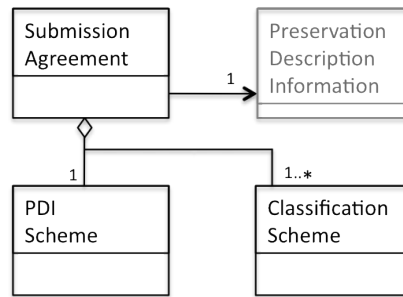 Submission
Agreement
1
Preservation
Description
Information
1
1..*
PDI
Scheme
Classification
Scheme